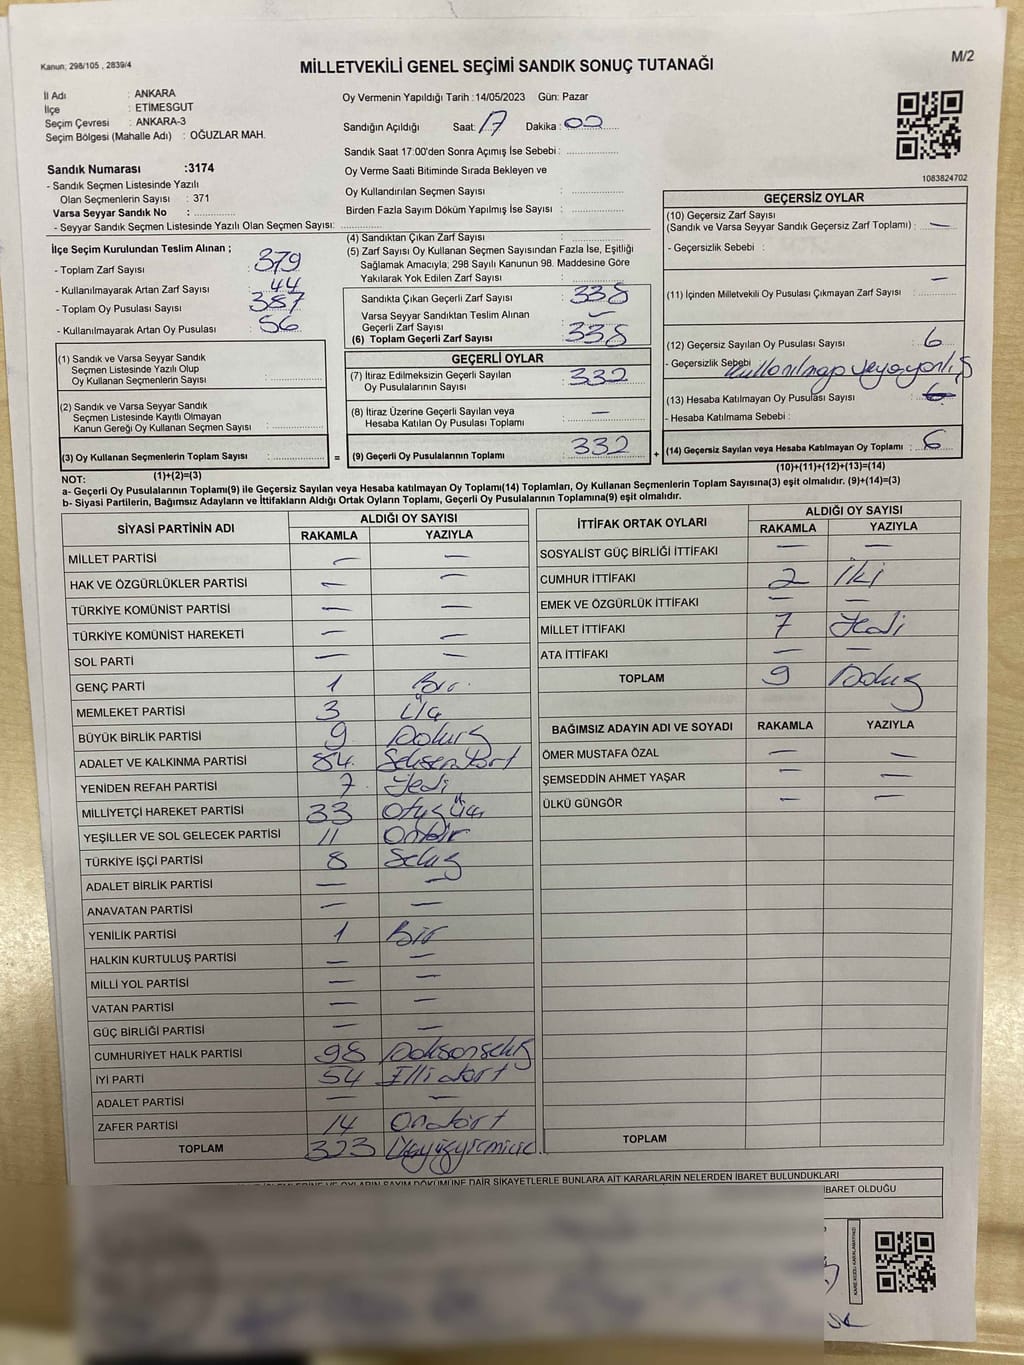 Kanun: 298/105 , 2839/4
M/2
MİLLETVEKİLİ GENEL SEÇİMİ SANDIK SONUÇ TUTANAĞI
İl Adı : ANKARA
İlçe : ETİMESGUT
Seçim Çevresi : ANKARA-3
Seçim Bölgesi (Mahalle Adı) : OĞUZLAR MAH.
Oy Vermenin Yapıldığı Tarih :14/05/2023 Gün: Pazar
Sandığın Açıldığı Saat: 17 Dakika : 02
Sandık Saat 17:00'den Sonra Açımış İse Sebebi : ..............
Oy Verme Saati Bitiminde Sırada Bekleyen ve
Oy Kullandırılan Seçmen Sayısı : ..............
Birden Fazla Sayım Döküm Yapılmış İse Sayısı : ..............
1083824702
Sandık Numarası :3174
- Sandık Seçmen Listesinde Yazılı
Olan Seçmenlerin Sayısı : 371
Varsa Seyyar Sandık No : ..............
- Seyyar Sandık Seçmen Listesinde Yazılı Olan Seçmen Sayısı: ..............
İlçe Seçim Kurulundan Teslim Alınan ;
- Toplam Zarf Sayısı : 379
- Kullanılmayarak Artan Zarf Sayısı : 44
- Toplam Oy Pusulası Sayısı : 387
- Kullanılmayarak Artan Oy Pusulası : 56
(1) Sandık ve Varsa Seyyar Sandık
Seçmen Listesinde Yazılı Olup
Oy Kullanan Seçmenlerin Sayısı : ..............
(2) Sandık ve Varsa Seyyar Sandık
Seçmen Listesinde Kayıtlı Olmayan
Kanun Gereği Oy Kullanan Seçmen Sayısı : ..............
(3) Oy Kullanan Seçmenlerin Toplam Sayısı : ..............
(1)+(2)=(3)
(4) Sandıktan Çıkan Zarf Sayısı : ..............
(5) Zarf Sayısı Oy Kullanan Seçmen Sayısından Fazla İse, Eşitliği
Sağlamak Amacıyla, 298 Sayılı Kanunun 98. Maddesine Göre
Yakılarak Yok Edilen Zarf Sayısı : ..............
Sandıkta Çıkan Geçerli Zarf Sayısı : 338
Varsa Seyyar Sandıktan Teslim Alınan
Geçerli Zarf Sayısı : —
(6) Toplam Geçerli Zarf Sayısı : 338
GEÇERLİ OYLAR
(7) İtiraz Edilmeksizin Geçerli Sayılan
Oy Pusulalarının Sayısı : 332
(8) İtiraz Üzerine Geçerli Sayılan veya
Hesaba Katılan Oy Pusulası Toplamı : —
= (9) Geçerli Oy Pusulalarının Toplamı : 332
GEÇERSİZ OYLAR
(10) Geçersiz Zarf Sayısı
(Sandık ve Varsa Seyyar Sandık Geçersiz Zarf Toplamı) : —
- Geçersizlik Sebebi :
(11) İçinden Milletvekili Oy Pusulası Çıkmayan Zarf Sayısı : —
(12) Geçersiz Sayılan Oy Pusulası Sayısı : 6
- Geçersizlik Sebebi
(13) Hesaba Katılmayan Oy Pusulası Sayısı :
- Hesaba Katılmama Sebebi :
+ (14) Geçersiz Sayılan veya Hesaba Katılmayan Oy Toplamı : 6
(10)+(11)+(12)+(13)=(14)
NOT:
a- Geçerli Oy Pusulalarının Toplamı(9) ile Geçersiz Sayılan veya Hesaba katılmayan Oy Toplamı(14) Toplamları, Oy Kullanan Seçmenlerin Toplam Sayısına(3) eşit olmalıdır. (9)+(14)=(3)
b- Siyasi Partilerin, Bağımsız Adayların ve İttifakların Aldığı Ortak Oyların Toplamı, Geçerli Oy Pusulalarının Toplamına(9) eşit olmalıdır.
SİYASİ PARTİNİN ADI ALDIĞI OY SAYISI
RAKAMLA YAZIYLA
MİLLET PARTİSİ — —
HAK VE ÖZGÜRLÜKLER PARTİSİ — —
TÜRKİYE KOMÜNİST PARTİSİ — —
TÜRKİYE KOMÜNİST HAREKETİ — —
SOL PARTİ — —
GENÇ PARTİ 1 Bir.
MEMLEKET PARTİSİ 3 Üç
BÜYÜK BİRLİK PARTİSİ 9 Dokuz
ADALET VE KALKINMA PARTİSİ 84. Seksendört
YENİDEN REFAH PARTİSİ 7 Yedi
MİLLİYETÇİ HAREKET PARTİSİ 33 Otuzüç
YEŞİLLER VE SOL GELECEK PARTİSİ 11 Onbir
TÜRKİYE İŞÇİ PARTİSİ 8 Sekiz
ADALET BİRLİK PARTİSİ — —
ANAVATAN PARTİSİ — —
YENİLİK PARTİSİ 1 Bir
HALKIN KURTULUŞ PARTİSİ — —
MİLLİ YOL PARTİSİ — —
VATAN PARTİSİ — —
GÜÇ BİRLİĞİ PARTİSİ — —
CUMHURİYET HALK PARTİSİ 98 Doksansekiz
İYİ PARTİ 54 Ellidört
ADALET PARTİSİ — —
ZAFER PARTİSİ 14 Ondört
TOPLAM 323 Üçyüzyirmiüç.
İTTİFAK ORTAK OYLARI ALDIĞI OY SAYISI
RAKAMLA YAZIYLA
SOSYALİST GÜÇ BİRLİĞİ İTTİFAKI — —
CUMHUR İTTİFAKI 2 İki
EMEK VE ÖZGÜRLÜK İTTİFAKI — —
MİLLET İTTİFAKI 7 Yedi
ATA İTTİFAKI — —
TOPLAM 9 Dokuz
BAĞIMSIZ ADAYIN ADI VE SOYADI RAKAMLA YAZIYLA
ÖMER MUSTAFA ÖZAL — —
ŞEMSEDDİN AHMET YAŞAR — —
ÜLKÜ GÜNGÖR — —
TOPLAM
OYLARIN SAYIM DÖKÜMÜNE DAİR ŞİKAYETLERLE BUNLARA AİT KARARLARIN NELERDEN İBARET BULUNDUKLARI
İBARET OLDUĞU